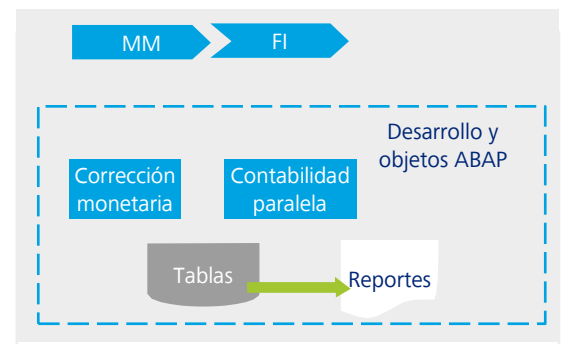 MM FI
Desarrollo y
objetos ABAP
Corrección
monetaria
Contabilidad
paralela
Tablas
Reportes